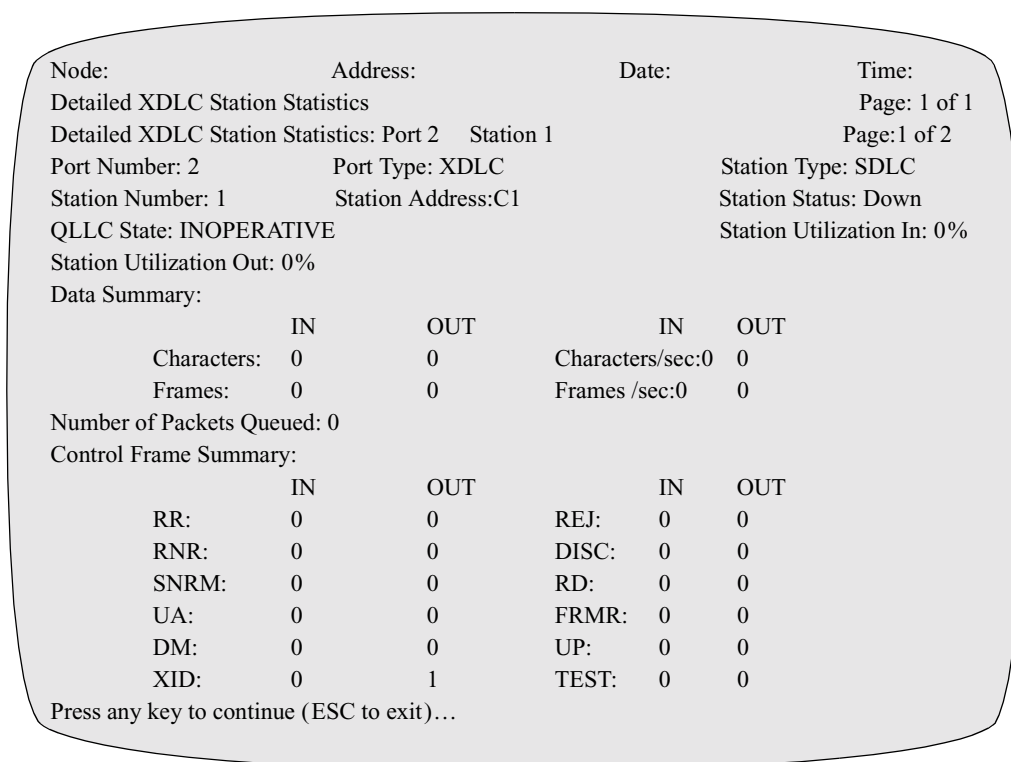 Node: Address: Date: Time:
Detailed XDLC Station Statistics Page: 1 of 1
Detailed XDLC Station Statistics: Port 2 Station 1 Page:1 of 2
Port Number: 2 Port Type: XDLC Station Type: SDLC
Station Number: 1 Station Address:C1 Station Status: Down
QLLC State: INOPERATIVE Station Utilization In: 0%
Station Utilization Out: 0%
Data Summary:
IN OUT IN OUT
Characters: 0 0 Characters/sec:0 0
Frames: 0 0 Frames /sec:0 0
Number of Packets Queued: 0
Control Frame Summary:
IN OUT IN OUT
RR: 0 0 REJ: 0 0
RNR: 0 0 DISC: 0 0
SNRM: 0 0 RD: 0 0
UA: 0 0 FRMR: 0 0
DM: 0 0 UP: 0 0
XID: 0 1 TEST: 0 0
Press any key to continue (ESC to exit)…